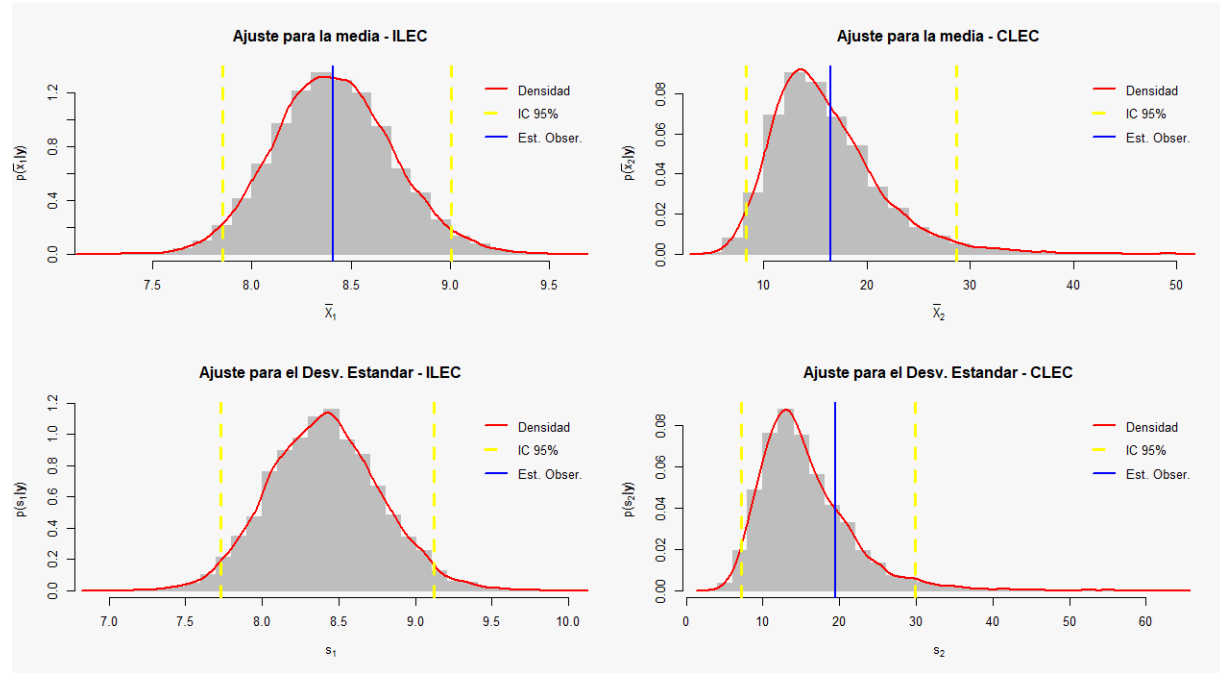 Ajuste para la media - ILEC
p(x̅₁|y)
0.0 0.4 0.8 1.2
7.5 8.0 8.5 9.0 9.5
X̅₁
Densidad
IC 95%
Est. Obser.
Ajuste para la media - CLEC
p(x̅₂|y)
0.00 0.02 0.04 0.06 0.08
10 20 30 40 50
X̅₂
Densidad
IC 95%
Est. Obser.
Ajuste para el Desv. Estandar - ILEC
p(s₁|y)
0.0 0.2 0.4 0.6 0.8 1.0
7.0 7.5 8.0 8.5 9.0 9.5 10.0
s₁
Densidad
IC 95%
Est. Obser.
Ajuste para el Desv. Estandar - CLEC
p(s₂|y)
0.00 0.02 0.04 0.06 0.08
0 10 20 30 40 50 60
s₂
Densidad
IC 95%
Est. Obser.